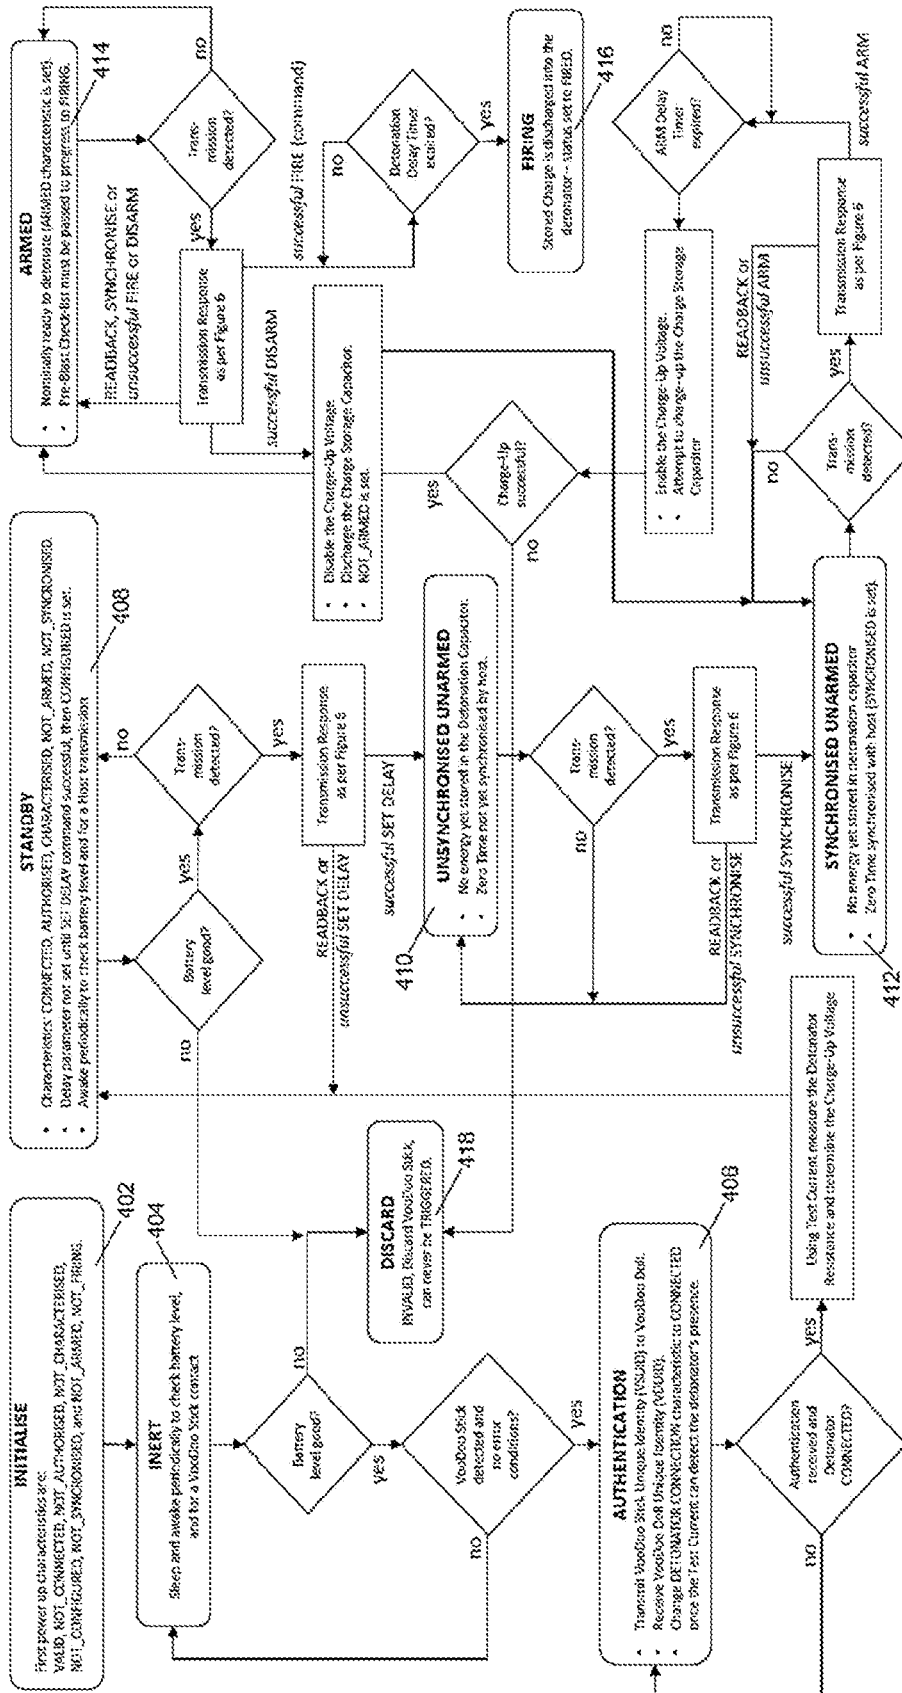 INITIALISE
First power up characteristics are:
VALID, NOT_CONNECTED, NOT_AUTHORISED, NOT_CHARACTERISED,
NOT_CONFIGURED, NOT_SYNCRONISED, and NOT_ARMED, NOT_FIRING.
402
INERT
Sleep and awake periodically to check battery level,
and for a VooDoo Stick contact
404
Battery
level good?
no
yes
VooDoo Stick
detected and
no error
conditions?
no
yes
DISCARD
INVALID, Discard VooDoo Stick,
can never be TRIGGERED.
418
AUTHENTICATION
Transmit VooDoo Stick Unique Identity (VSUID) to VooDoo Doll.
Receive VooDoo Doll Unique Identity (VDUID).
Change DETONATOR CONNECTION characteristic to CONNECTED
once the Test Current can detect the detonator's presence.
408
Authentication
received and
Detonator
CONNECTED?
no
yes
Using Test Current measure the Detonator
Resistance and determine the Charge-Up Voltage
STANDBY
Characteristics: CONNECTED, AUTHORISED, CHARACTERISED, NOT_ARMED, NOT_SYNCRONISED.
Delay parameter not set until SET DELAY command successful, then CONFIGURED is set.
Awake periodically to check battery level and for a Host transmission
408
Battery
level good?
no
yes
Trans-
mission
detected?
no
yes
Transmission Response
as per Figure 6
READBACK or
unsuccessful SET DELAY
successful SET DELAY
UNSYNCHRONISED UNARMED
No energy yet stored in the Detonation Capacitor.
Zero Time not yet synchronised by host.
410
Trans-
mission
detected?
no
yes
Transmission Response
as per Figure 6
READBACK or
unsuccessful SYNCHRONISE
successful SYNCHRONISE
SYNCHRONISED UNARMED
No energy yet stored in detonation capacitor
Zero Time synchronised with host (SYNCHRONISED is set).
412
Trans-
mission
detected?
no
yes
Transmission Response
as per Figure 6
READBACK or
unsuccessful ARM
successful ARM
ARM Delay
Timer
expired?
no
yes
Enable the Charge-Up Voltage.
Attempt to charge-up the Charge Storage
Capacitor
Charge-Up
successful?
no
yes
Disable the Charge-Up Voltage.
Discharge the Charge Storage Capacitor.
NOT_ARMED is set.
ARMED
Nominally ready to detonate (ARMED characteristic is set).
Pre-Blast Check-list must be passed to progress to FIRING.
414
Trans-
mission
detected?
no
yes
Transmission Response
as per Figure 6
READBACK, SYNCHRONISE or
unsuccessful FIRE or DISARM
successful DISARM
successful FIRE (command)
Detonation
Delay Timer
expired?
no
yes
FIRING
Stored Charge is discharged into the
detonator – status set to FIRED.
416